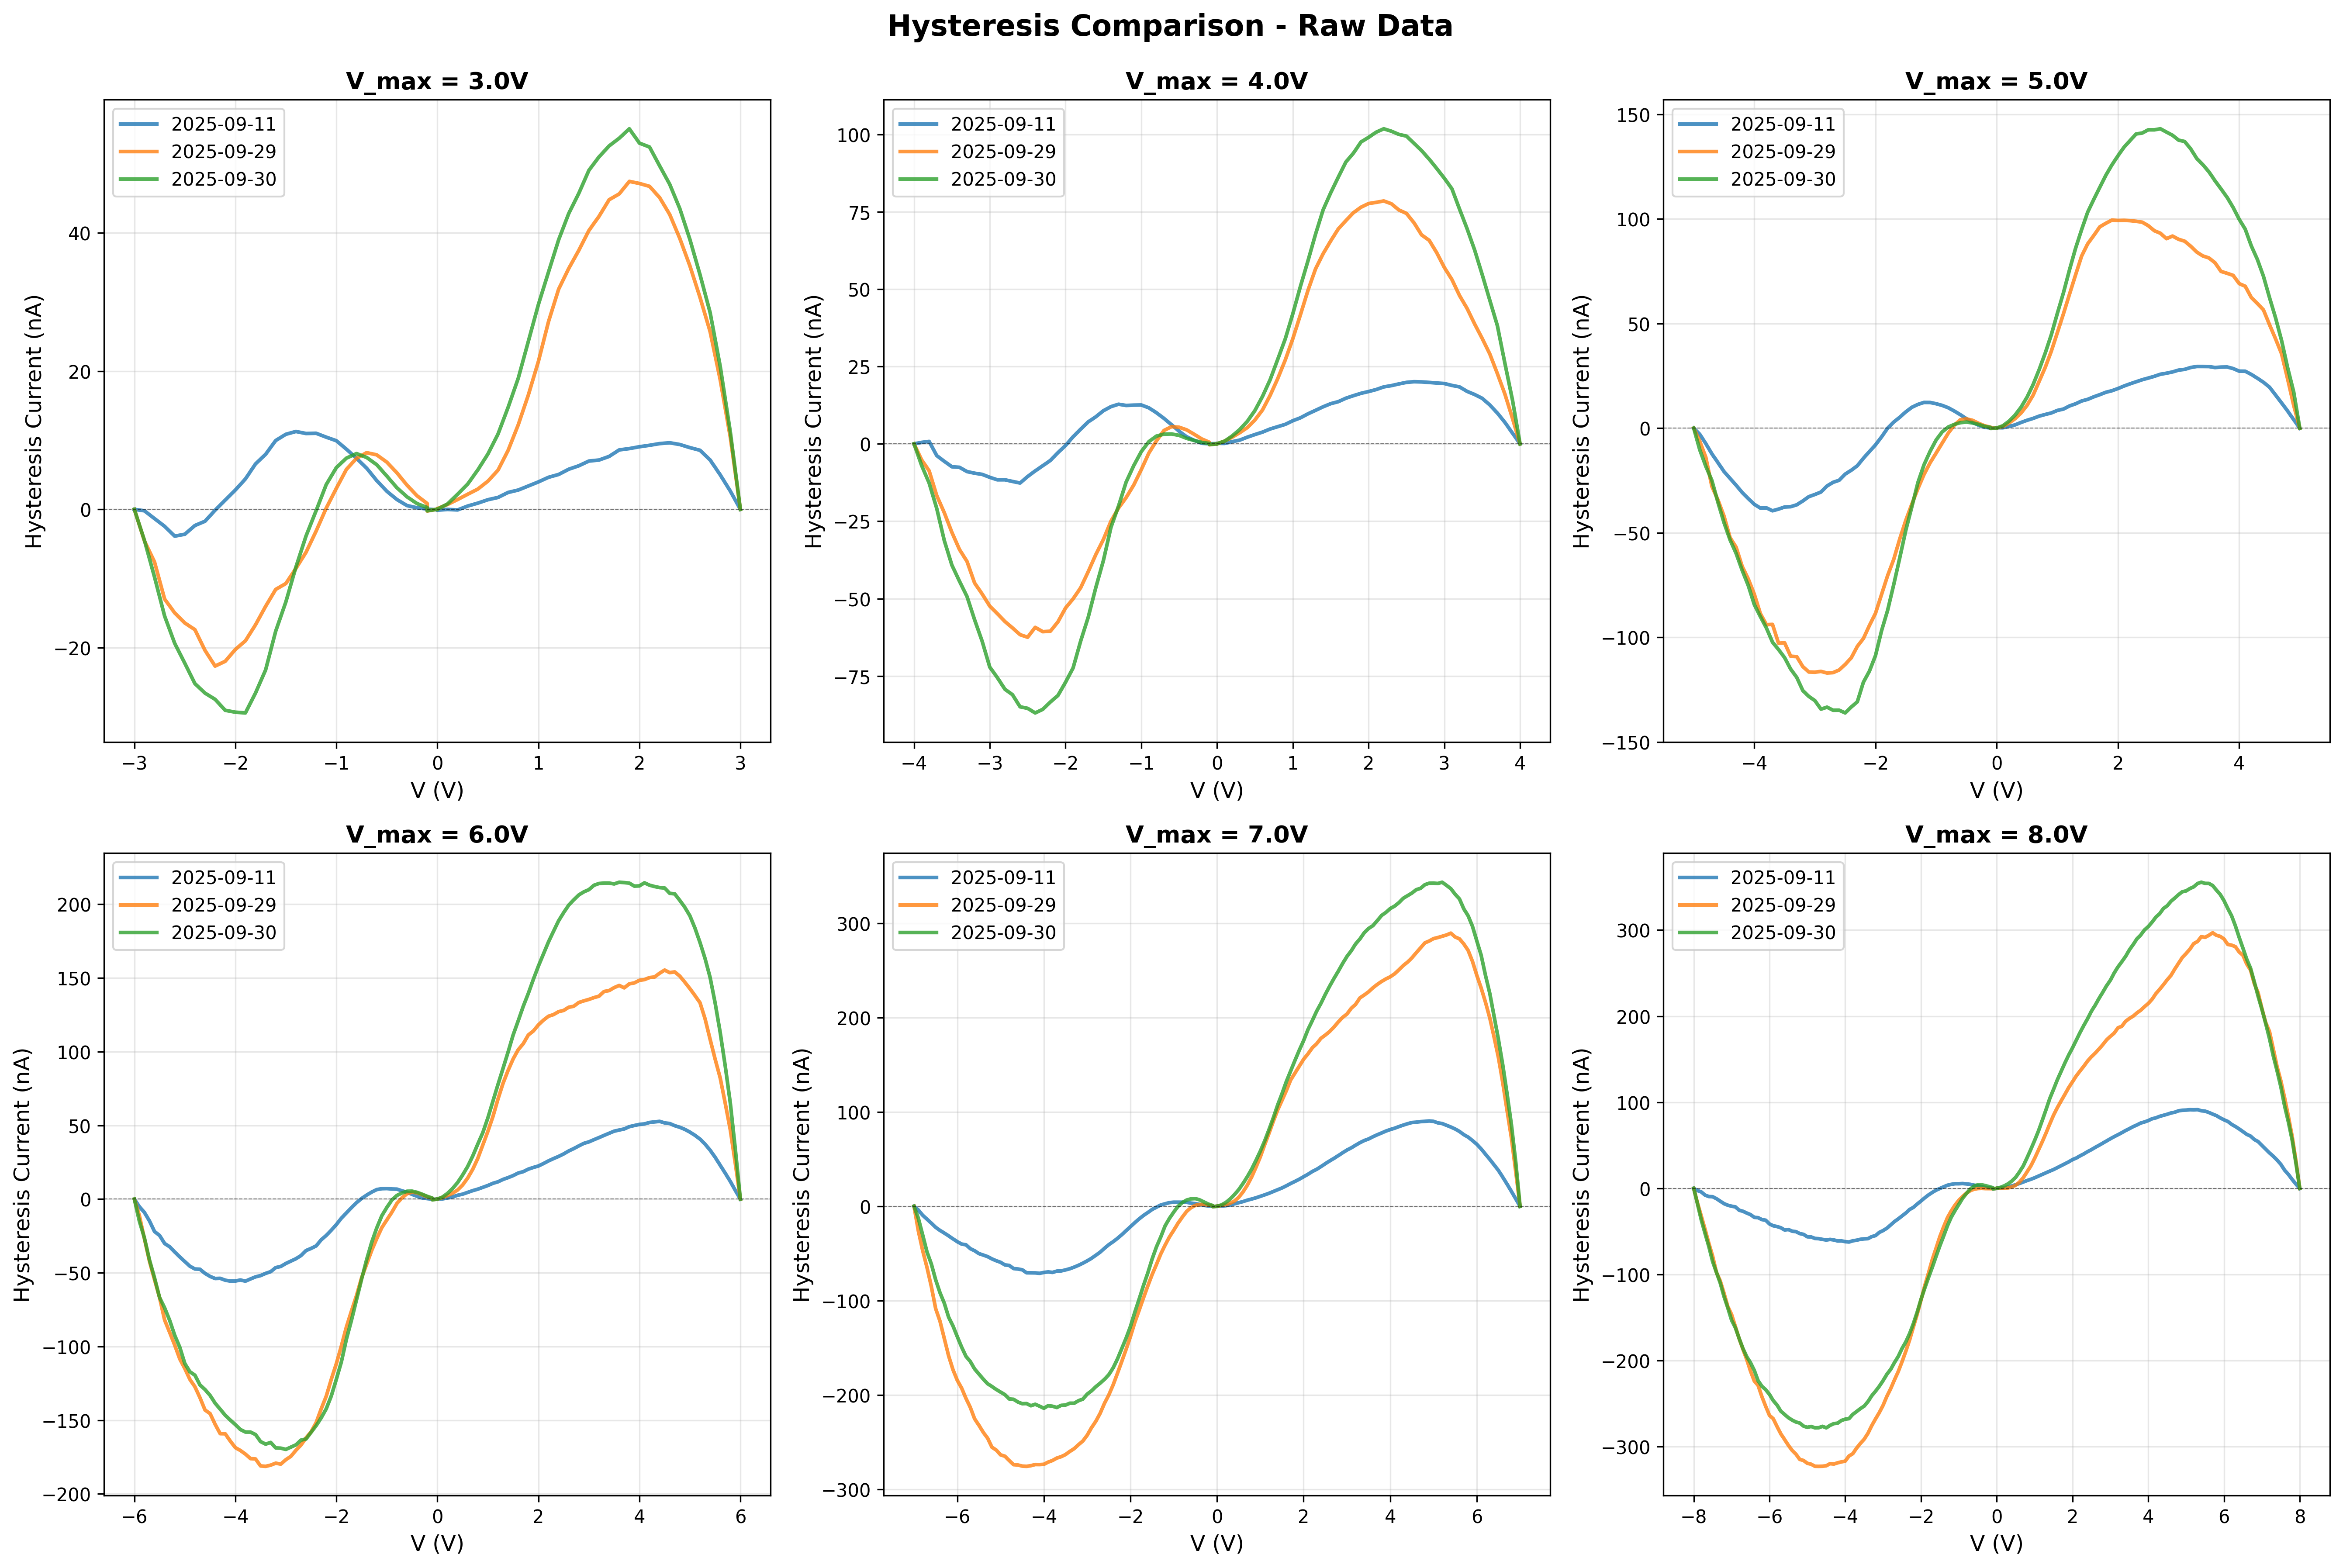 Hysteresis Comparison - Raw Data
V_max = 3.0V
2025-09-11
2025-09-29
2025-09-30
40
20
0
−20
−3 −2 −1 0 1 2 3
Hysteresis Current (nA)
V (V)
V_max = 4.0V
2025-09-11
2025-09-29
2025-09-30
100
75
50
25
0
−25
−50
−75
−4 −3 −2 −1 0 1 2 3 4
Hysteresis Current (nA)
V (V)
V_max = 5.0V
2025-09-11
2025-09-29
2025-09-30
150
100
50
0
−50
−100
−150
−4 −2 0 2 4
Hysteresis Current (nA)
V (V)
V_max = 6.0V
2025-09-11
2025-09-29
2025-09-30
200
150
100
50
0
−50
−100
−150
−200
−6 −4 −2 0 2 4 6
Hysteresis Current (nA)
V (V)
V_max = 7.0V
2025-09-11
2025-09-29
2025-09-30
300
200
100
0
−100
−200
−300
−6 −4 −2 0 2 4 6
Hysteresis Current (nA)
V (V)
V_max = 8.0V
2025-09-11
2025-09-29
2025-09-30
300
200
100
0
−100
−200
−300
−8 −6 −4 −2 0 2 4 6 8
Hysteresis Current (nA)
V (V)